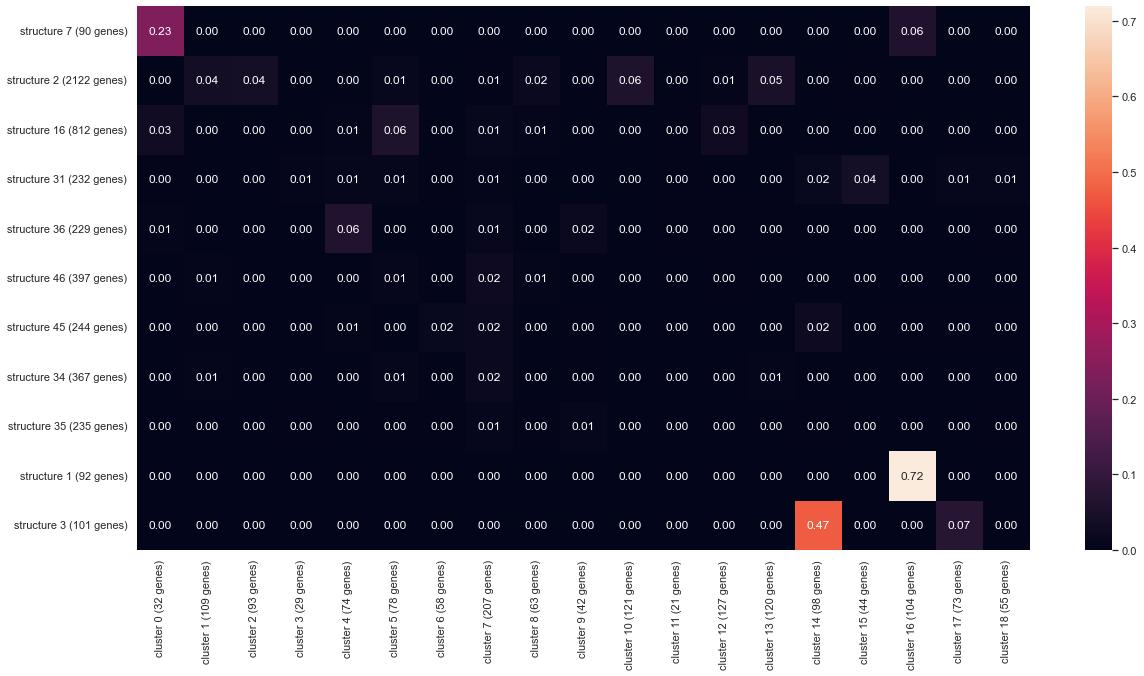 structure 7 (90 genes) 0.23 0.00 0.00 0.00 0.00 0.00 0.00 0.00 0.00 0.00 0.00 0.00 0.00 0.00 0.00 0.00 0.06 0.00 0.00
structure 2 (2122 genes) 0.00 0.04 0.04 0.00 0.00 0.01 0.00 0.01 0.02 0.00 0.06 0.00 0.01 0.05 0.00 0.00 0.00 0.00 0.00
structure 16 (812 genes) 0.03 0.00 0.00 0.00 0.01 0.06 0.00 0.01 0.01 0.00 0.00 0.00 0.03 0.00 0.00 0.00 0.00 0.00 0.00
structure 31 (232 genes) 0.00 0.00 0.00 0.01 0.01 0.01 0.00 0.01 0.00 0.00 0.00 0.00 0.00 0.00 0.02 0.04 0.00 0.01 0.01
structure 36 (229 genes) 0.01 0.00 0.00 0.00 0.06 0.00 0.00 0.01 0.00 0.02 0.00 0.00 0.00 0.00 0.00 0.00 0.00 0.00 0.00
structure 46 (397 genes) 0.00 0.01 0.00 0.00 0.00 0.01 0.00 0.02 0.01 0.00 0.00 0.00 0.00 0.00 0.00 0.00 0.00 0.00 0.00
structure 45 (244 genes) 0.00 0.00 0.00 0.00 0.01 0.00 0.02 0.02 0.00 0.00 0.00 0.00 0.00 0.00 0.02 0.00 0.00 0.00 0.00
structure 34 (367 genes) 0.00 0.01 0.00 0.00 0.00 0.01 0.00 0.02 0.00 0.00 0.00 0.00 0.00 0.01 0.00 0.00 0.00 0.00 0.00
structure 35 (235 genes) 0.00 0.00 0.00 0.00 0.00 0.00 0.00 0.01 0.00 0.01 0.00 0.00 0.00 0.00 0.00 0.00 0.00 0.00 0.00
structure 1 (92 genes) 0.00 0.00 0.00 0.00 0.00 0.00 0.00 0.00 0.00 0.00 0.00 0.00 0.00 0.00 0.00 0.00 0.72 0.00 0.00
structure 3 (101 genes) 0.00 0.00 0.00 0.00 0.00 0.00 0.00 0.00 0.00 0.00 0.00 0.00 0.00 0.00 0.47 0.00 0.00 0.07 0.00
cluster 0 (32 genes)
cluster 1 (109 genes)
cluster 2 (93 genes)
cluster 3 (29 genes)
cluster 4 (74 genes)
cluster 5 (78 genes)
cluster 6 (58 genes)
cluster 7 (207 genes)
cluster 8 (63 genes)
cluster 9 (42 genes)
cluster 10 (121 genes)
cluster 11 (21 genes)
cluster 12 (127 genes)
cluster 13 (120 genes)
cluster 14 (98 genes)
cluster 15 (44 genes)
cluster 16 (104 genes)
cluster 17 (73 genes)
cluster 18 (55 genes)
0.7
0.6
0.5
0.4
0.3
0.2
0.1
0.0